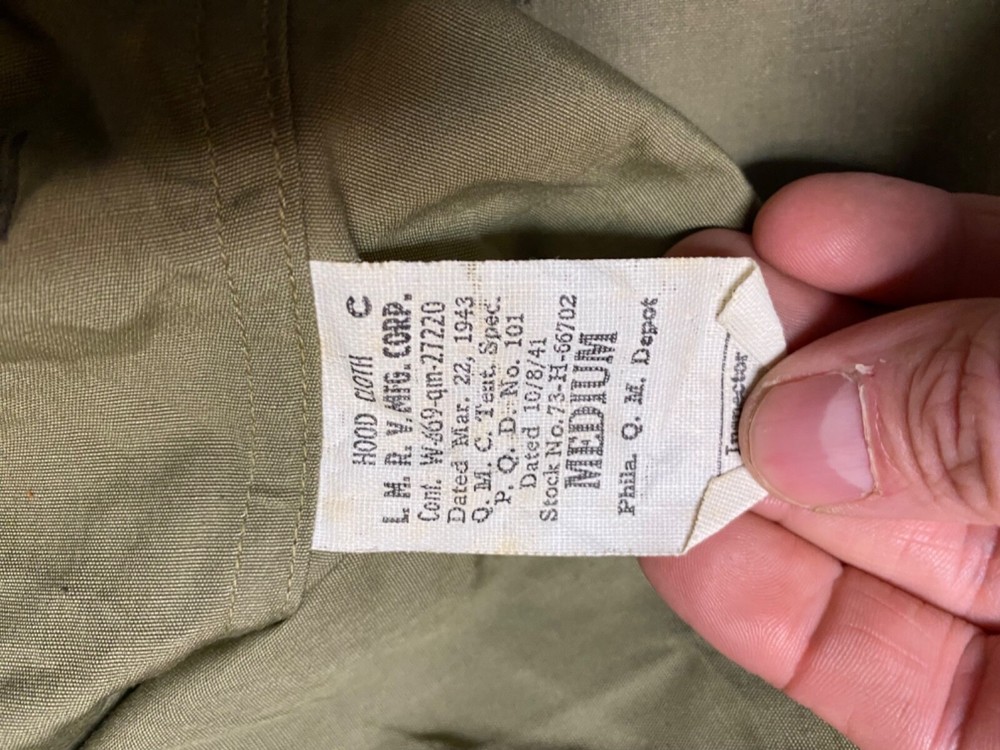 HOOD CLOTH C
L. M. R. V. MFG. CORP.
Cont. W-669-qm-27220
Dated Mar. 22, 1943
Q. M. C. Tent. Spec.
P. Q. D. No. 101
Dated 10/8/41
Stock No. 73-H-66702
MEDIUM
Phila. Q. M. Depot
Inspector